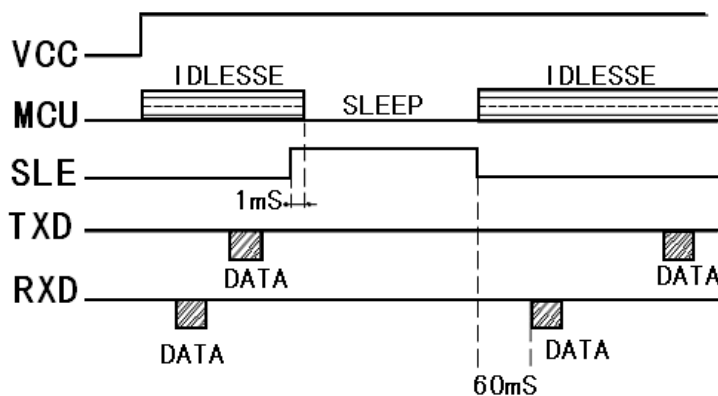 VCC
IDLESSE IDLESSE
MCU SLEEP
SLE
1mS
TXD
DATA DATA
RXD
DATA DATA
60mS